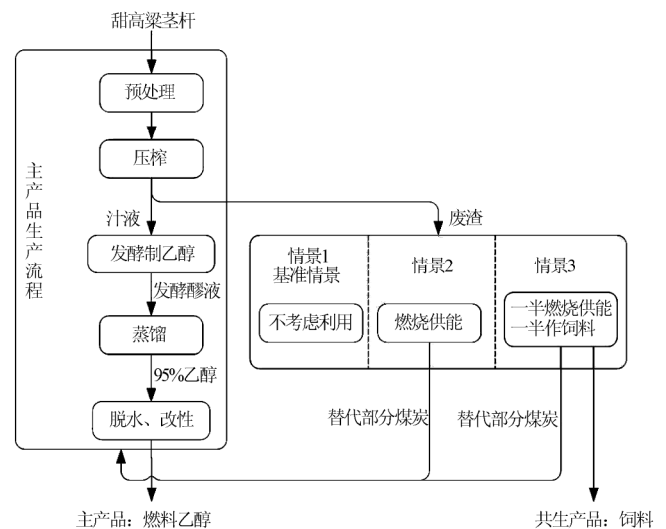 甜高粱茎杆
主产品生产流程
预处理
压榨
汁液
废渣
发酵制乙醇
发酵醪液
蒸馏
95%乙醇
脱水、改性
情景1
基准情景
不考虑利用
情景2
燃烧供能
情景3
一半燃烧供能
一半作饲料
替代部分煤炭
替代部分煤炭
主产品：燃料乙醇
共生产品：饲料